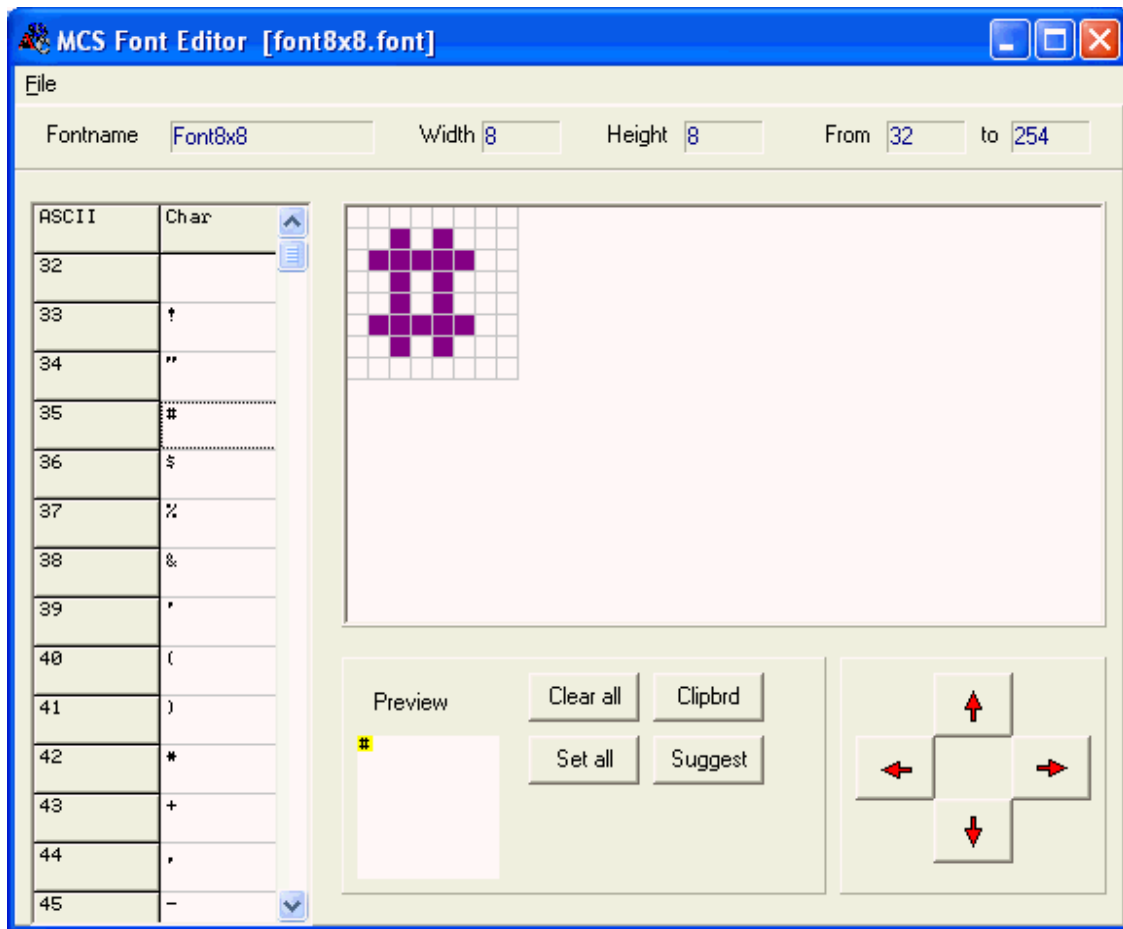 MCS Font Editor [font8x8.font]
File
Fontname Font8x8 Width 8 Height 8 From 32 to 254
ASCII Char
32
33 !
34 "
35 #
36 $
37 %
38 &
39 '
40 (
41 )
42 *
43 +
44 ,
45 -
Preview
#
Clear all Clipbrd
Set all Suggest